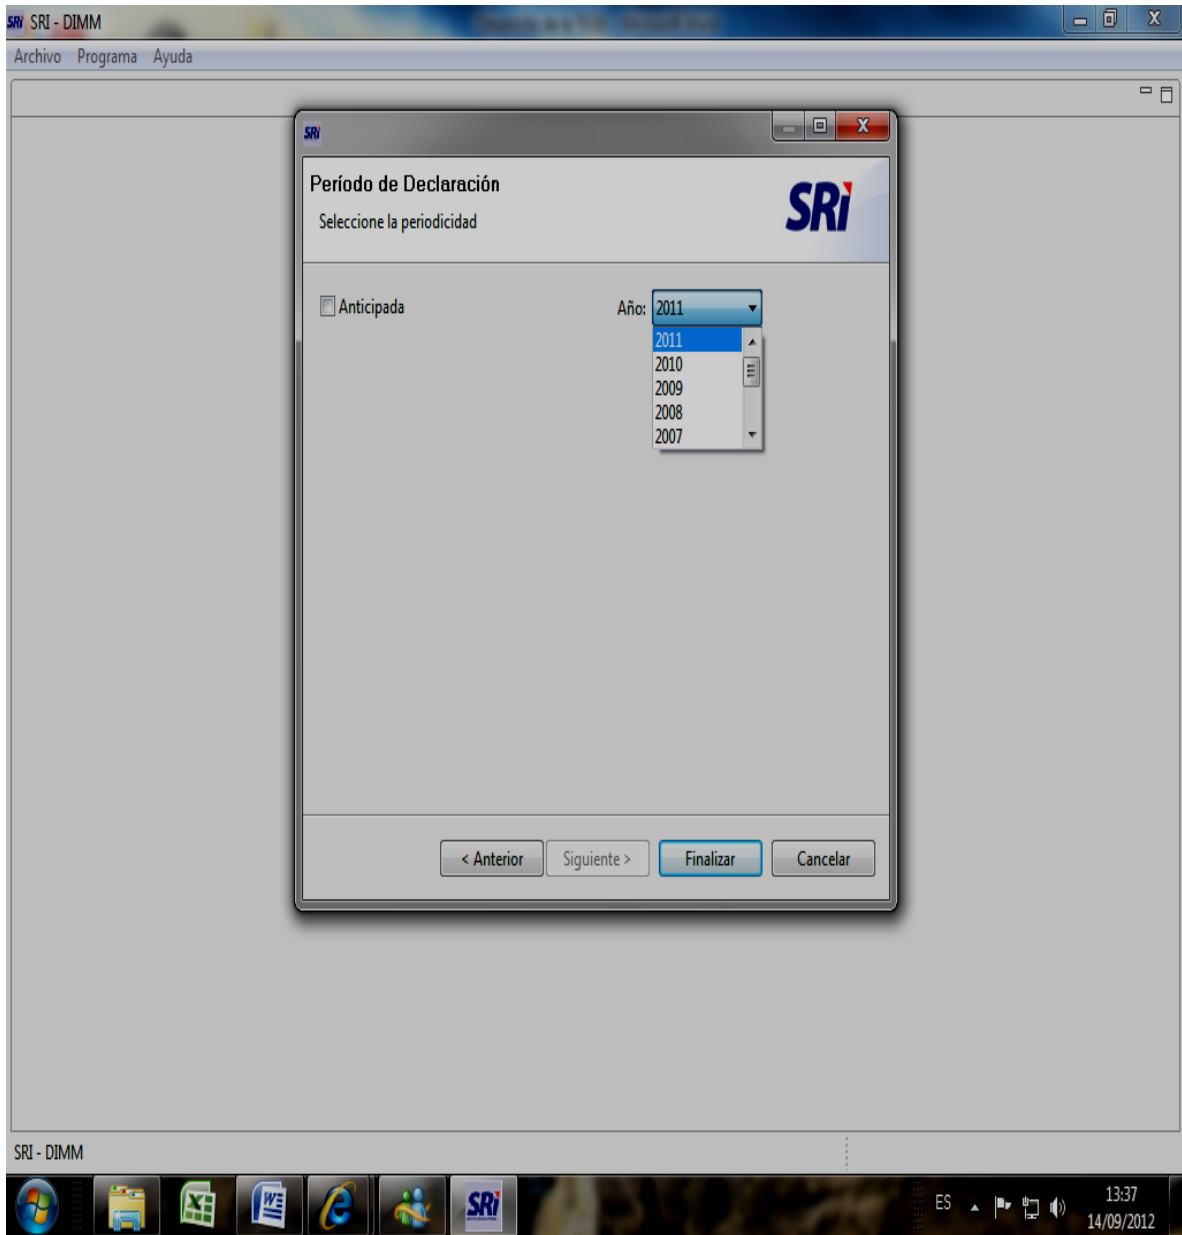 SRI SRI - DIMM
Archivo Programa Ayuda
SRI
Período de Declaración
Seleccione la periodicidad
SRi
Anticipada Año: 2011
2011
2010
2009
2008
2007
< Anterior Siguiente > Finalizar Cancelar
SRI - DIMM
SRi
ES 13:37
14/09/2012